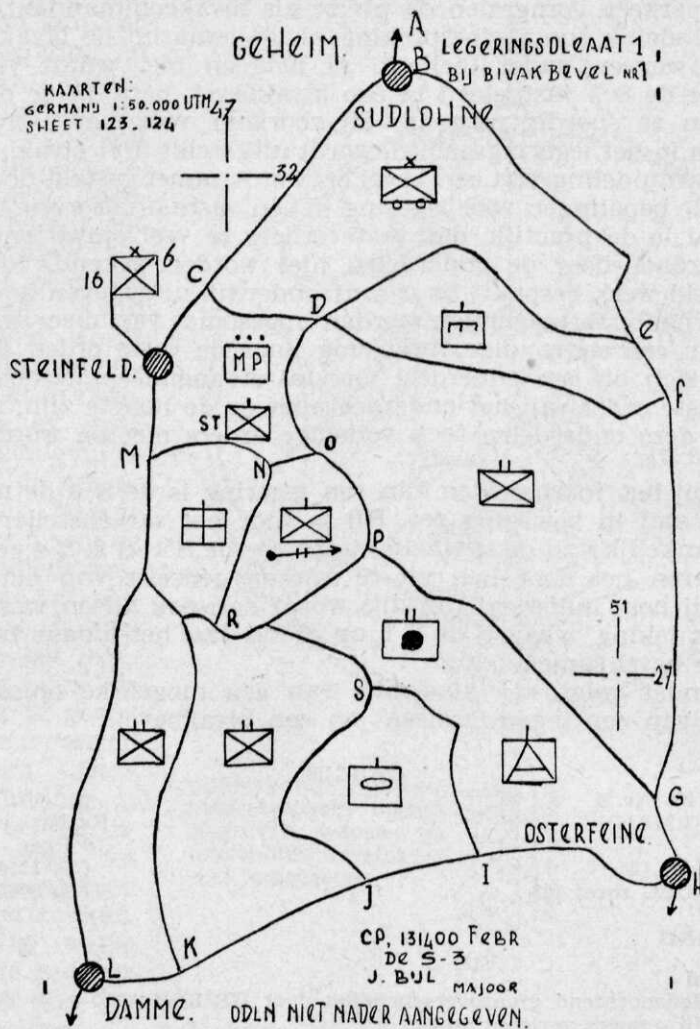 A
GEHEIM.
LEGERINGSOLEAAT 1
B
BIJ BIVAK BEVEL NR 1
KAARTEN:
GERMANY 1:50.000 UTM
SHEET 123-124
47
SUDLOHNE
32
C
16
6
D
e
F
MP
STEINFELD.
ST
M
N
O
P
R
51
S
27
G
OSTERFEINE
H
I
J
K
L
CP, 131400 FEBR
De S-3
J. BIJL
MAJOOR
DAMME.
ODLN NIET NADER AANGEGEVEN.